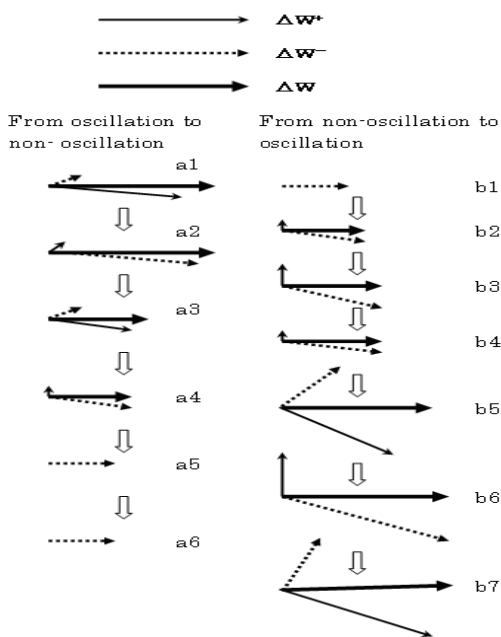 ΔW⁺
ΔW⁻
ΔW
From oscillation to
non- oscillation
a1
a2
a3
a4
a5
a6
From non-oscillation to
oscillation
b1
b2
b3
b4
b5
b6
b7